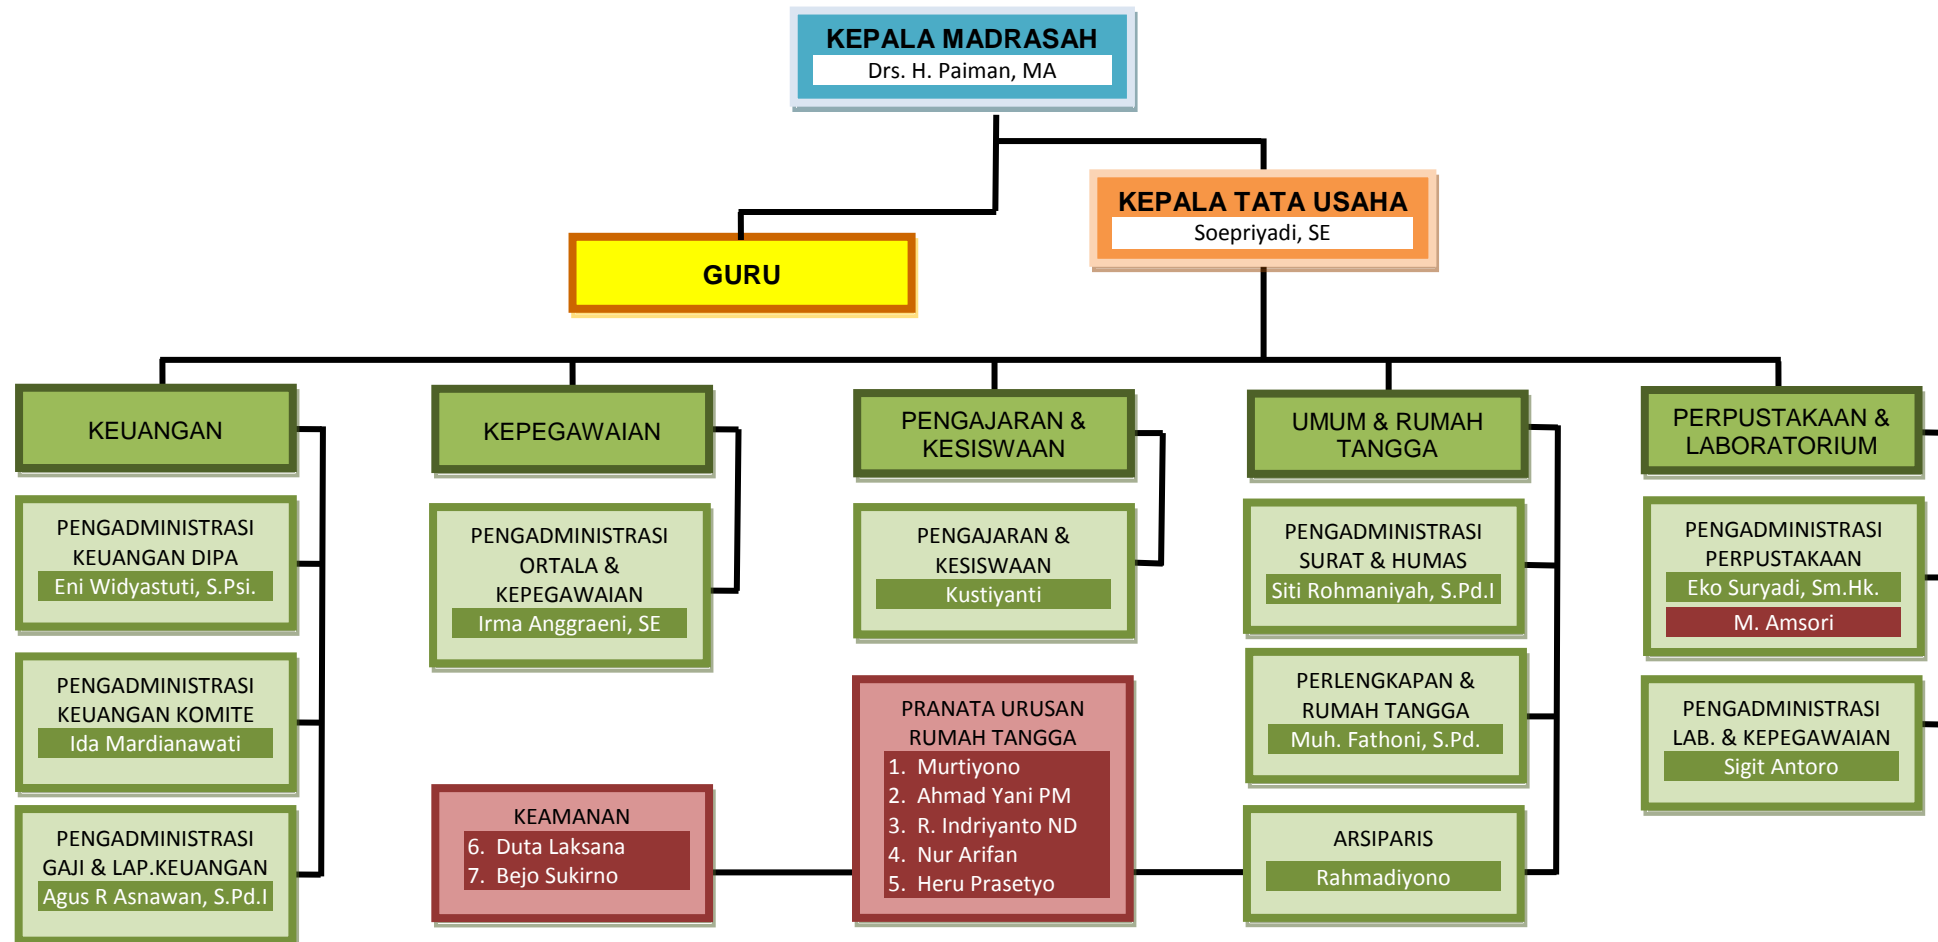 KEPALA MADRASAH
Drs. H. Paiman, MA
KEPALA TATA USAHA
Soepriyadi, SE
GURU
KEUANGAN
PENGADMINISTRASI
KEUANGAN DIPA
Eni Widyastuti, S.Psi.
PENGADMINISTRASI
KEUANGAN KOMITE
Ida Mardianawati
PENGADMINISTRASI
GAJI & LAP.KEUANGAN
Agus R Asnawan, S.Pd.I
KEPEGAWAIAN
PENGADMINISTRASI
ORTALA &
KEPEGAWAIAN
Irma Anggraeni, SE
KEAMANAN
6. Duta Laksana
7. Bejo Sukirno
PENGAJARAN &
KESISWAAN
PENGAJARAN &
KESISWAAN
Kustiyanti
PRANATA URUSAN
RUMAH TANGGA
1. Murtiyono
2. Ahmad Yani PM
3. R. Indriyanto ND
4. Nur Arifan
5. Heru Prasetyo
UMUM & RUMAH
TANGGA
PENGADMINISTRASI
SURAT & HUMAS
Siti Rohmaniyah, S.Pd.I
PERLENGKAPAN &
RUMAH TANGGA
Muh. Fathoni, S.Pd.
ARSIPARIS
Rahmadiyono
PERPUSTAKAAN &
LABORATORIUM
PENGADMINISTRASI
PERPUSTAKAAN
Eko Suryadi, Sm.Hk.
M. Amsori
PENGADMINISTRASI
LAB. & KEPEGAWAIAN
Sigit Antoro